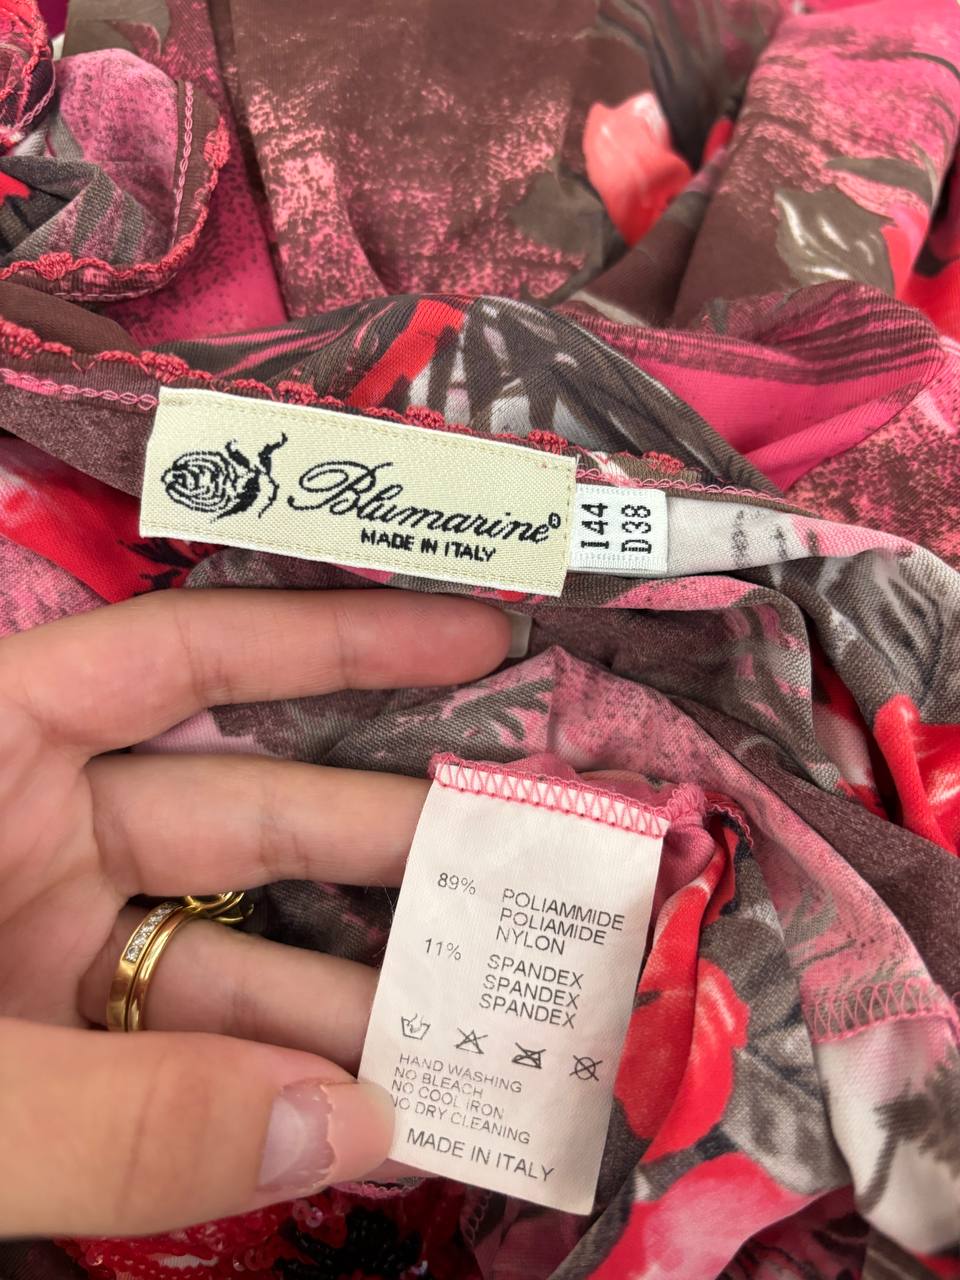 Blumarine®
MADE IN ITALY
I 44
D38
89% POLIAMMIDE
POLIAMIDE
NYLON
11% SPANDEX
SPANDEX
SPANDEX
HAND WASHING
NO BLEACH
NO COOL IRON
NO DRY CLEANING
MADE IN ITALY